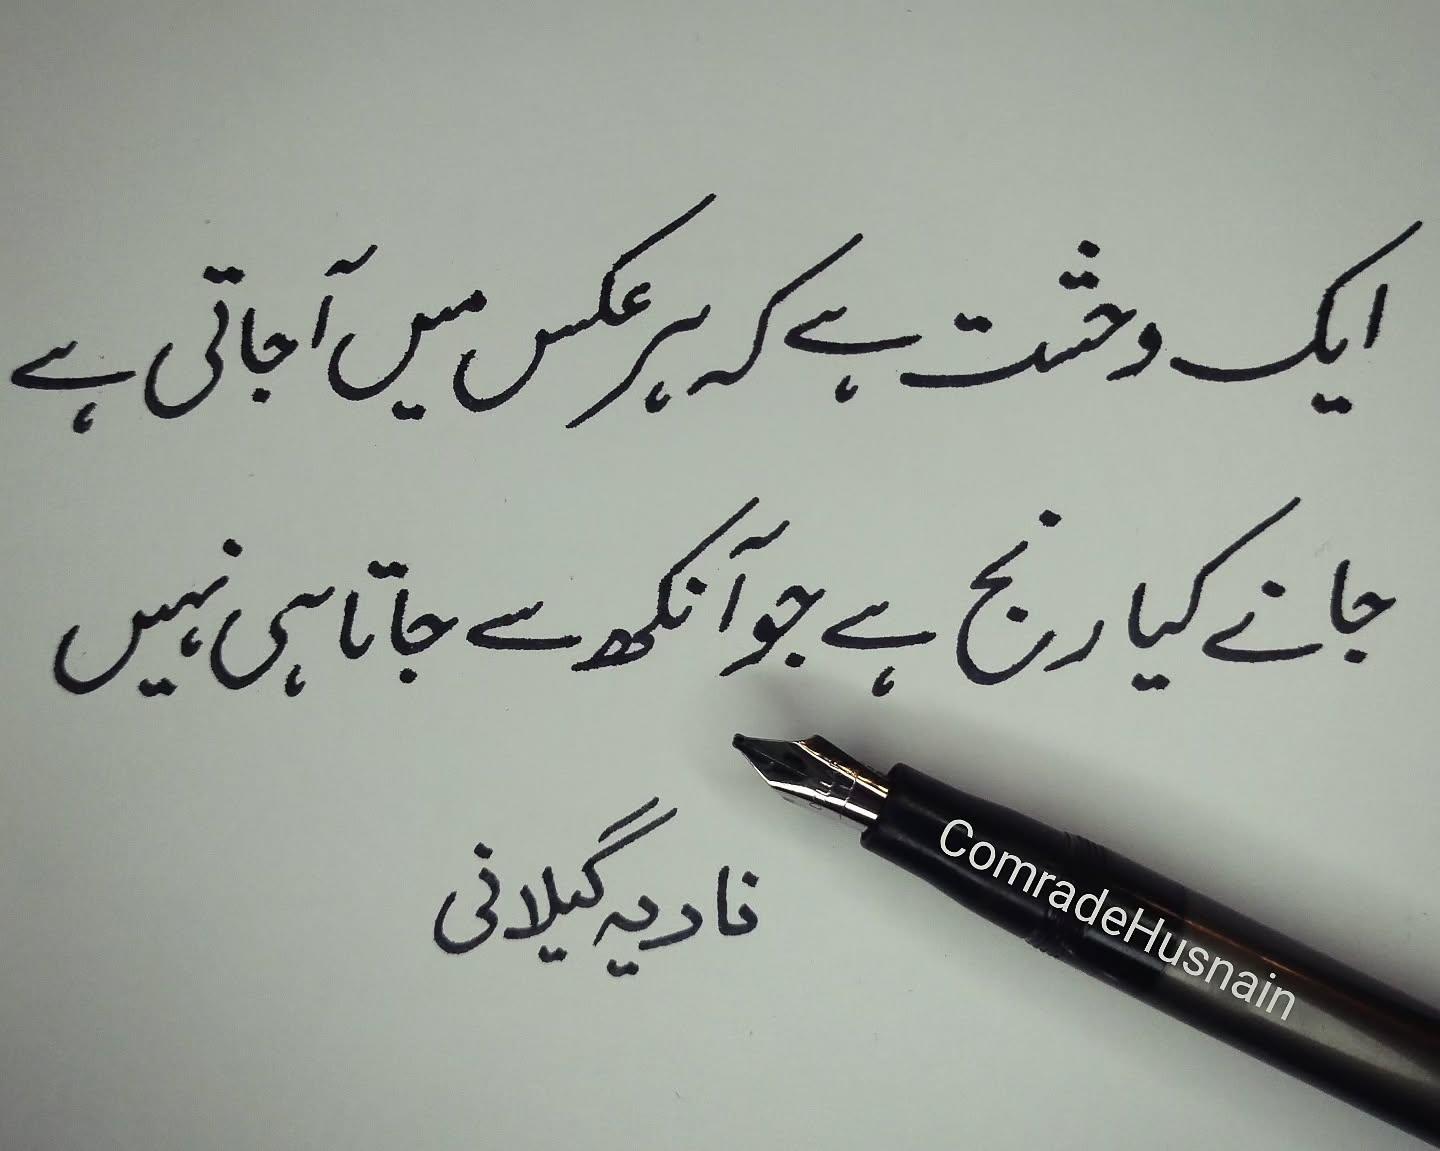 ایک وحشت ہے کہ ہر عکس میں آ جاتی ہے
جانے کیا رنج ہے جو آنکھ سے جاتا ہی نہیں
نادیہ گیلانی
ComradeHusnain